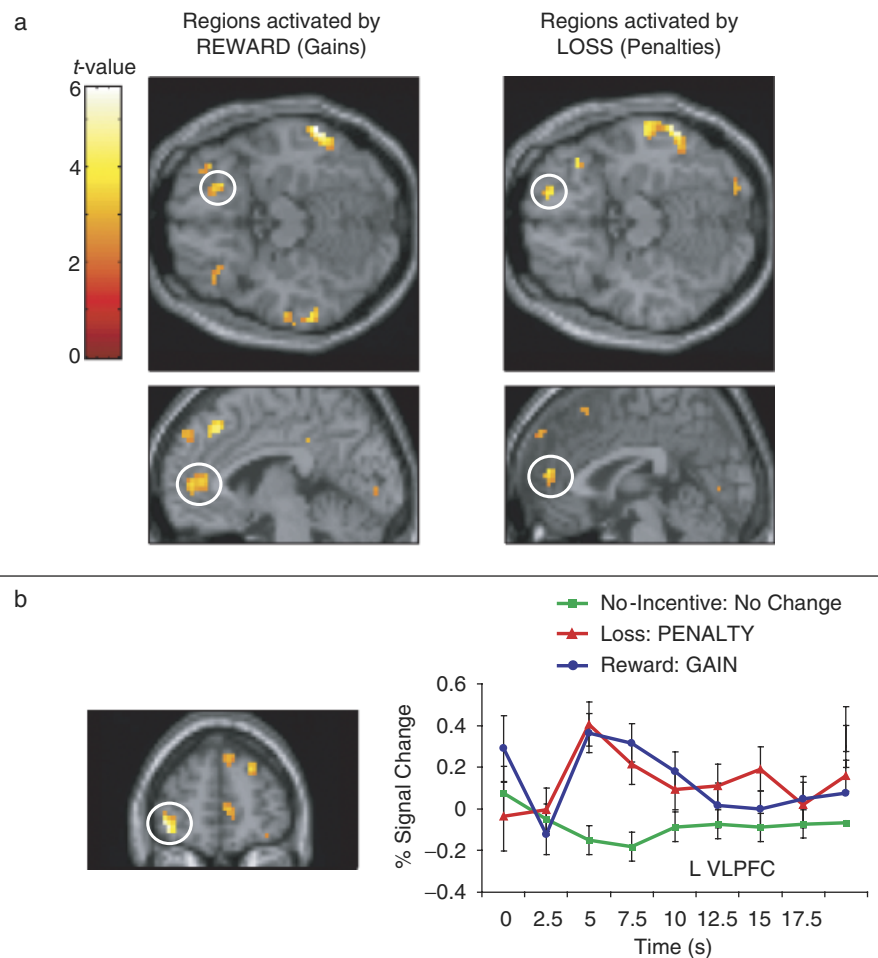 a
Regions activated by
REWARD (Gains)
Regions activated by
LOSS (Penalties)
t-value
6
4
2
0
b
No-Incentive: No Change
Loss: PENALTY
Reward: GAIN
0.6
0.4
0.2
0
–0.2
–0.4
% Signal Change
L VLPFC
0 2.5 5 7.5 10 12.5 15 17.5
Time (s)